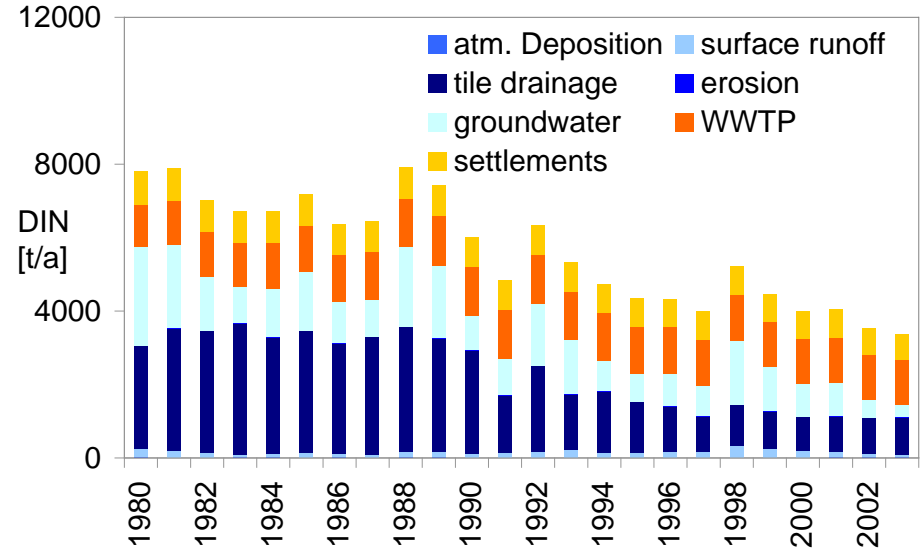 12000
atm. Deposition surface runoff
tile drainage erosion
groundwater WWTP
settlements
8000
DIN
[t/a]
4000
0
1980 1982 1984 1986 1988 1990 1992 1994 1996 1998 2000 2002